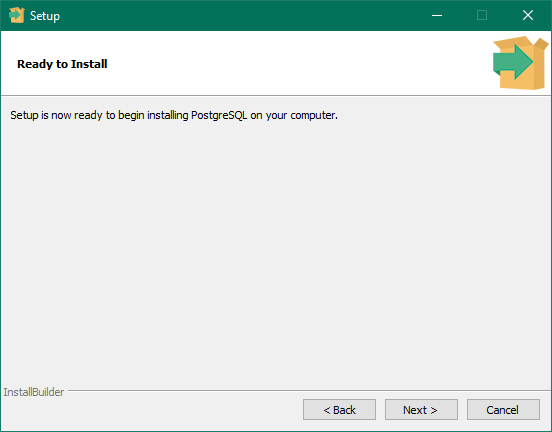 Setup
Ready to Install
Setup is now ready to begin installing PostgreSQL on your computer.
InstallBuilder
< Back
Next >
Cancel